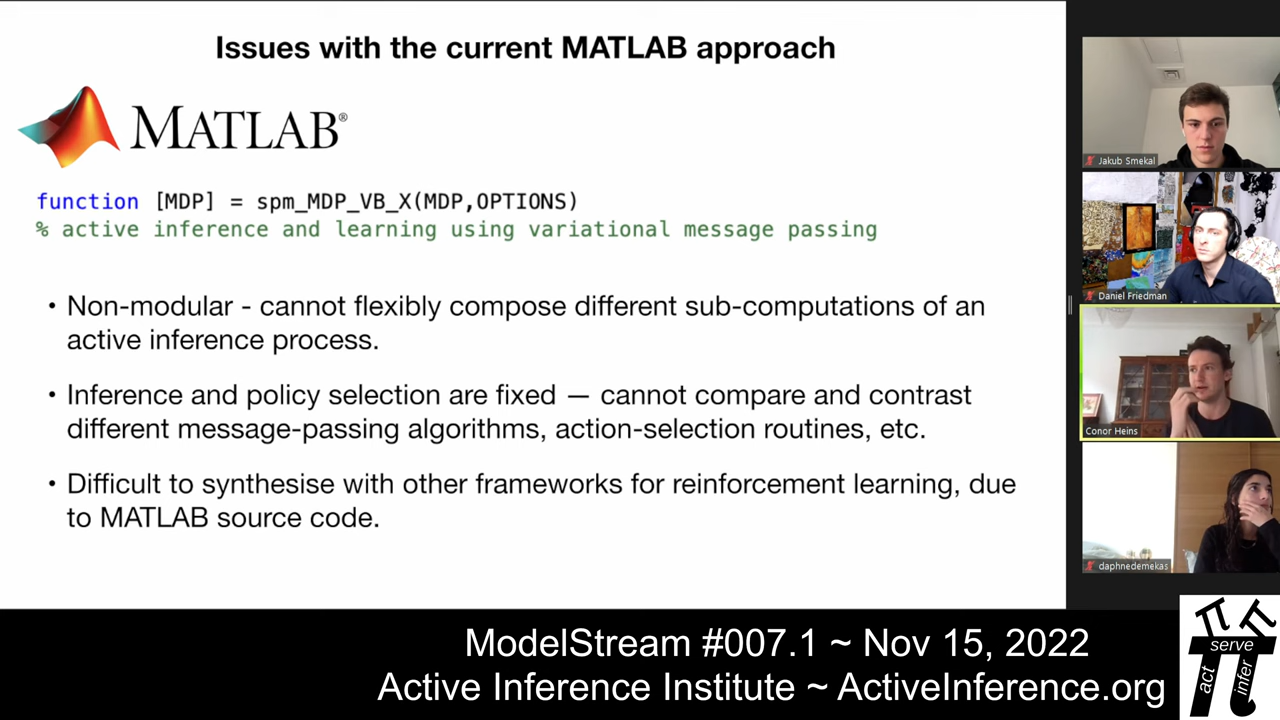 Issues with the current MATLAB approach
MATLAB®
function [MDP] = spm_MDP_VB_X(MDP,OPTIONS)
% active inference and learning using variational message passing
• Non-modular - cannot flexibly compose different sub-computations of an
active inference process.
• Inference and policy selection are fixed — cannot compare and contrast
different message-passing algorithms, action-selection routines, etc.
• Difficult to synthesise with other frameworks for reinforcement learning, due
to MATLAB source code.
Jakub Smekal
Daniel Friedman
Conor Heins
daphnedemekas
ModelStream #007.1 ~ Nov 15, 2022
Active Inference Institute ~ ActiveInference.org
π π
serve
act
infer